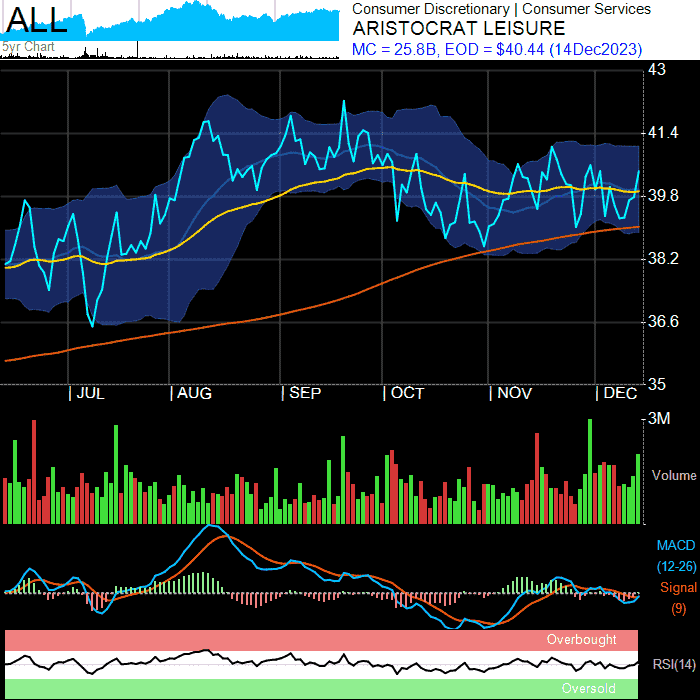 ALL
5yr Chart
Consumer Discretionary | Consumer Services
ARISTOCRAT LEISURE
MC = 25.8B, EOD = $40.44 (14Dec2023)
43
41.4
39.8
38.2
36.6
35
| JUL | AUG | SEP | OCT | NOV | DEC
3M
Volume
MACD
(12-26)
Signal
(9)
Overbought
RSI(14)
Oversold